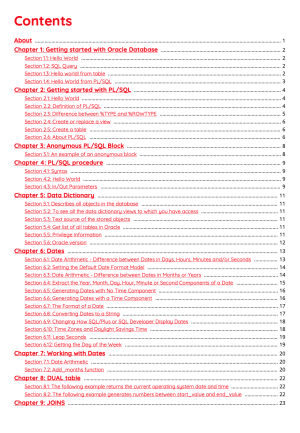 Contents
About 1
Chapter 1: Getting started with Oracle Database 2
Section 1.1: Hello World 2
Section 1.2: SQL Query 2
Section 1.3: Hello world from table 2
Section 1.4: Hello World from PL/SQL 3
Chapter 2: Getting started with PL/SQL 4
Section 2.1: Hello World 4
Section 2.2: Definition of PL/SQL 4
Section 2.3: Difference between %TYPE and %ROWTYPE 5
Section 2.4: Create or replace a view 6
Section 2.5: Create a table 6
Section 2.6: About PL/SQL 6
Chapter 3: Anonymous PL/SQL Block 8
Section 3.1: An example of an anonymous block 8
Chapter 4: PL/SQL procedure 9
Section 4.1: Syntax 9
Section 4.2: Hello World 9
Section 4.3: In/Out Parameters 9
Chapter 5: Data Dictionary 11
Section 5.1: Describes all objects in the database 11
Section 5.2: To see all the data dictionary views to which you have access 11
Section 5.3: Text source of the stored objects 11
Section 5.4: Get list of all tables in Oracle 11
Section 5.5: Privilege information 11
Section 5.6: Oracle version 12
Chapter 6: Dates 13
Section 6.1: Date Arithmetic - Difference between Dates in Days, Hours, Minutes and/or Seconds 13
Section 6.2: Setting the Default Date Format Model 14
Section 6.3: Date Arithmetic - Difference between Dates in Months or Years 14
Section 6.4: Extract the Year, Month, Day, Hour, Minute or Second Components of a Date 15
Section 6.5: Generating Dates with No Time Component 16
Section 6.6: Generating Dates with a Time Component 16
Section 6.7: The Format of a Date 17
Section 6.8: Converting Dates to a String 17
Section 6.9: Changing How SQL/Plus or SQL Developer Display Dates 18
Section 6.10: Time Zones and Daylight Savings Time 18
Section 6.11: Leap Seconds 19
Section 6.12: Getting the Day of the Week 19
Chapter 7: Working with Dates 20
Section 7.1: Date Arithmetic 20
Section 7.2: Add_months function 20
Chapter 8: DUAL table 22
Section 8.1: The following example returns the current operating system date and time 22
Section 8.2: The following example generates numbers between start_value and end_value 22
Chapter 9: JOINS 23